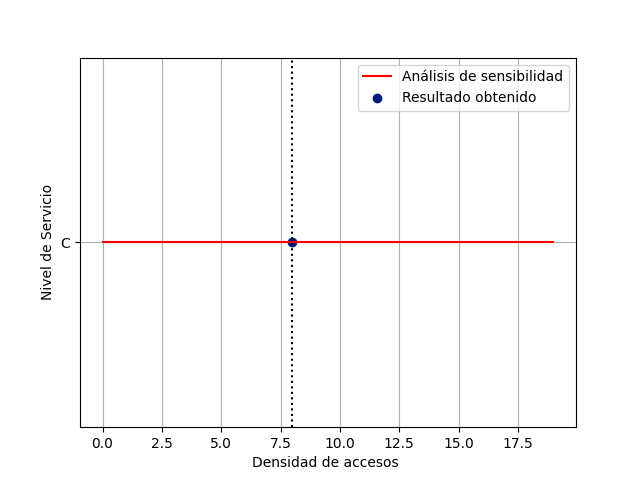 Análisis de sensibilidad
Resultado obtenido
Nivel de Servicio
C
0.0 2.5 5.0 7.5 10.0 12.5 15.0 17.5
Densidad de accesos